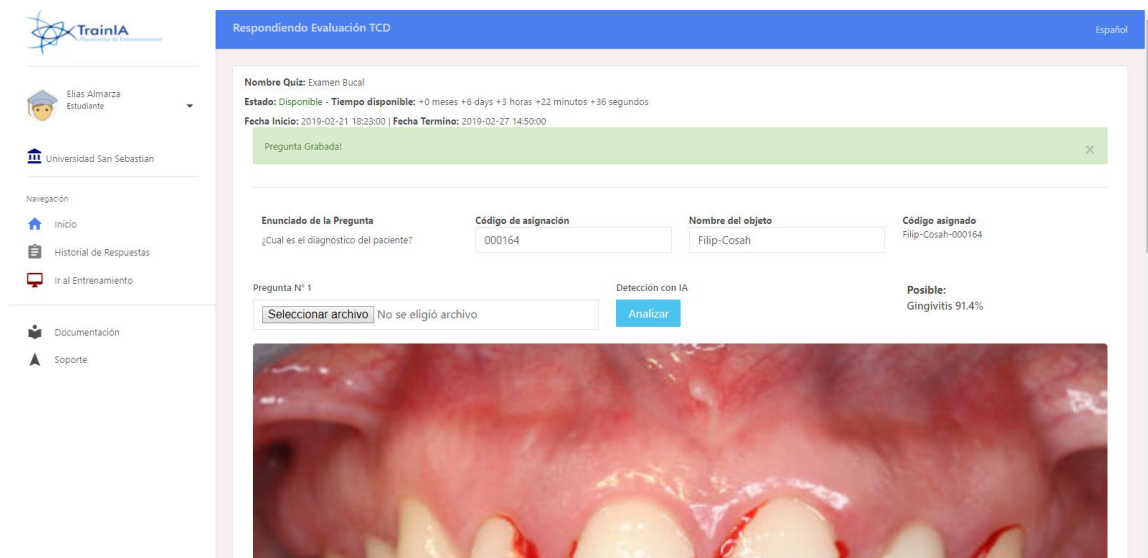 TrainIA
Plataforma de Entrenamiento
Respondiendo Evaluación TCD
Español
Elias Almarza
Estudiante
Universidad San Sebastian
Navegación
Inicio
Historial de Respuestas
Ir al Entrenamiento
Documentación
Soporte
Nombre Quiz: Examen Bucal
Estado: Disponible - Tiempo disponible: +0 meses +6 days +3 horas +22 minutos +36 segundos
Fecha Inicio: 2019-02-21 18:23:00 | Fecha Termino: 2019-02-27 14:50:00
Pregunta Grabada!
×
Enunciado de la Pregunta
¿Cual es el diagnóstico del paciente?
Código de asignación
000164
Nombre del objeto
Filip-Cosah
Código asignado
Filip-Cosah-000164
Pregunta N° 1
Seleccionar archivo No se eligió archivo
Detección con IA
Analizar
Posible:
Gingivitis 91.4%